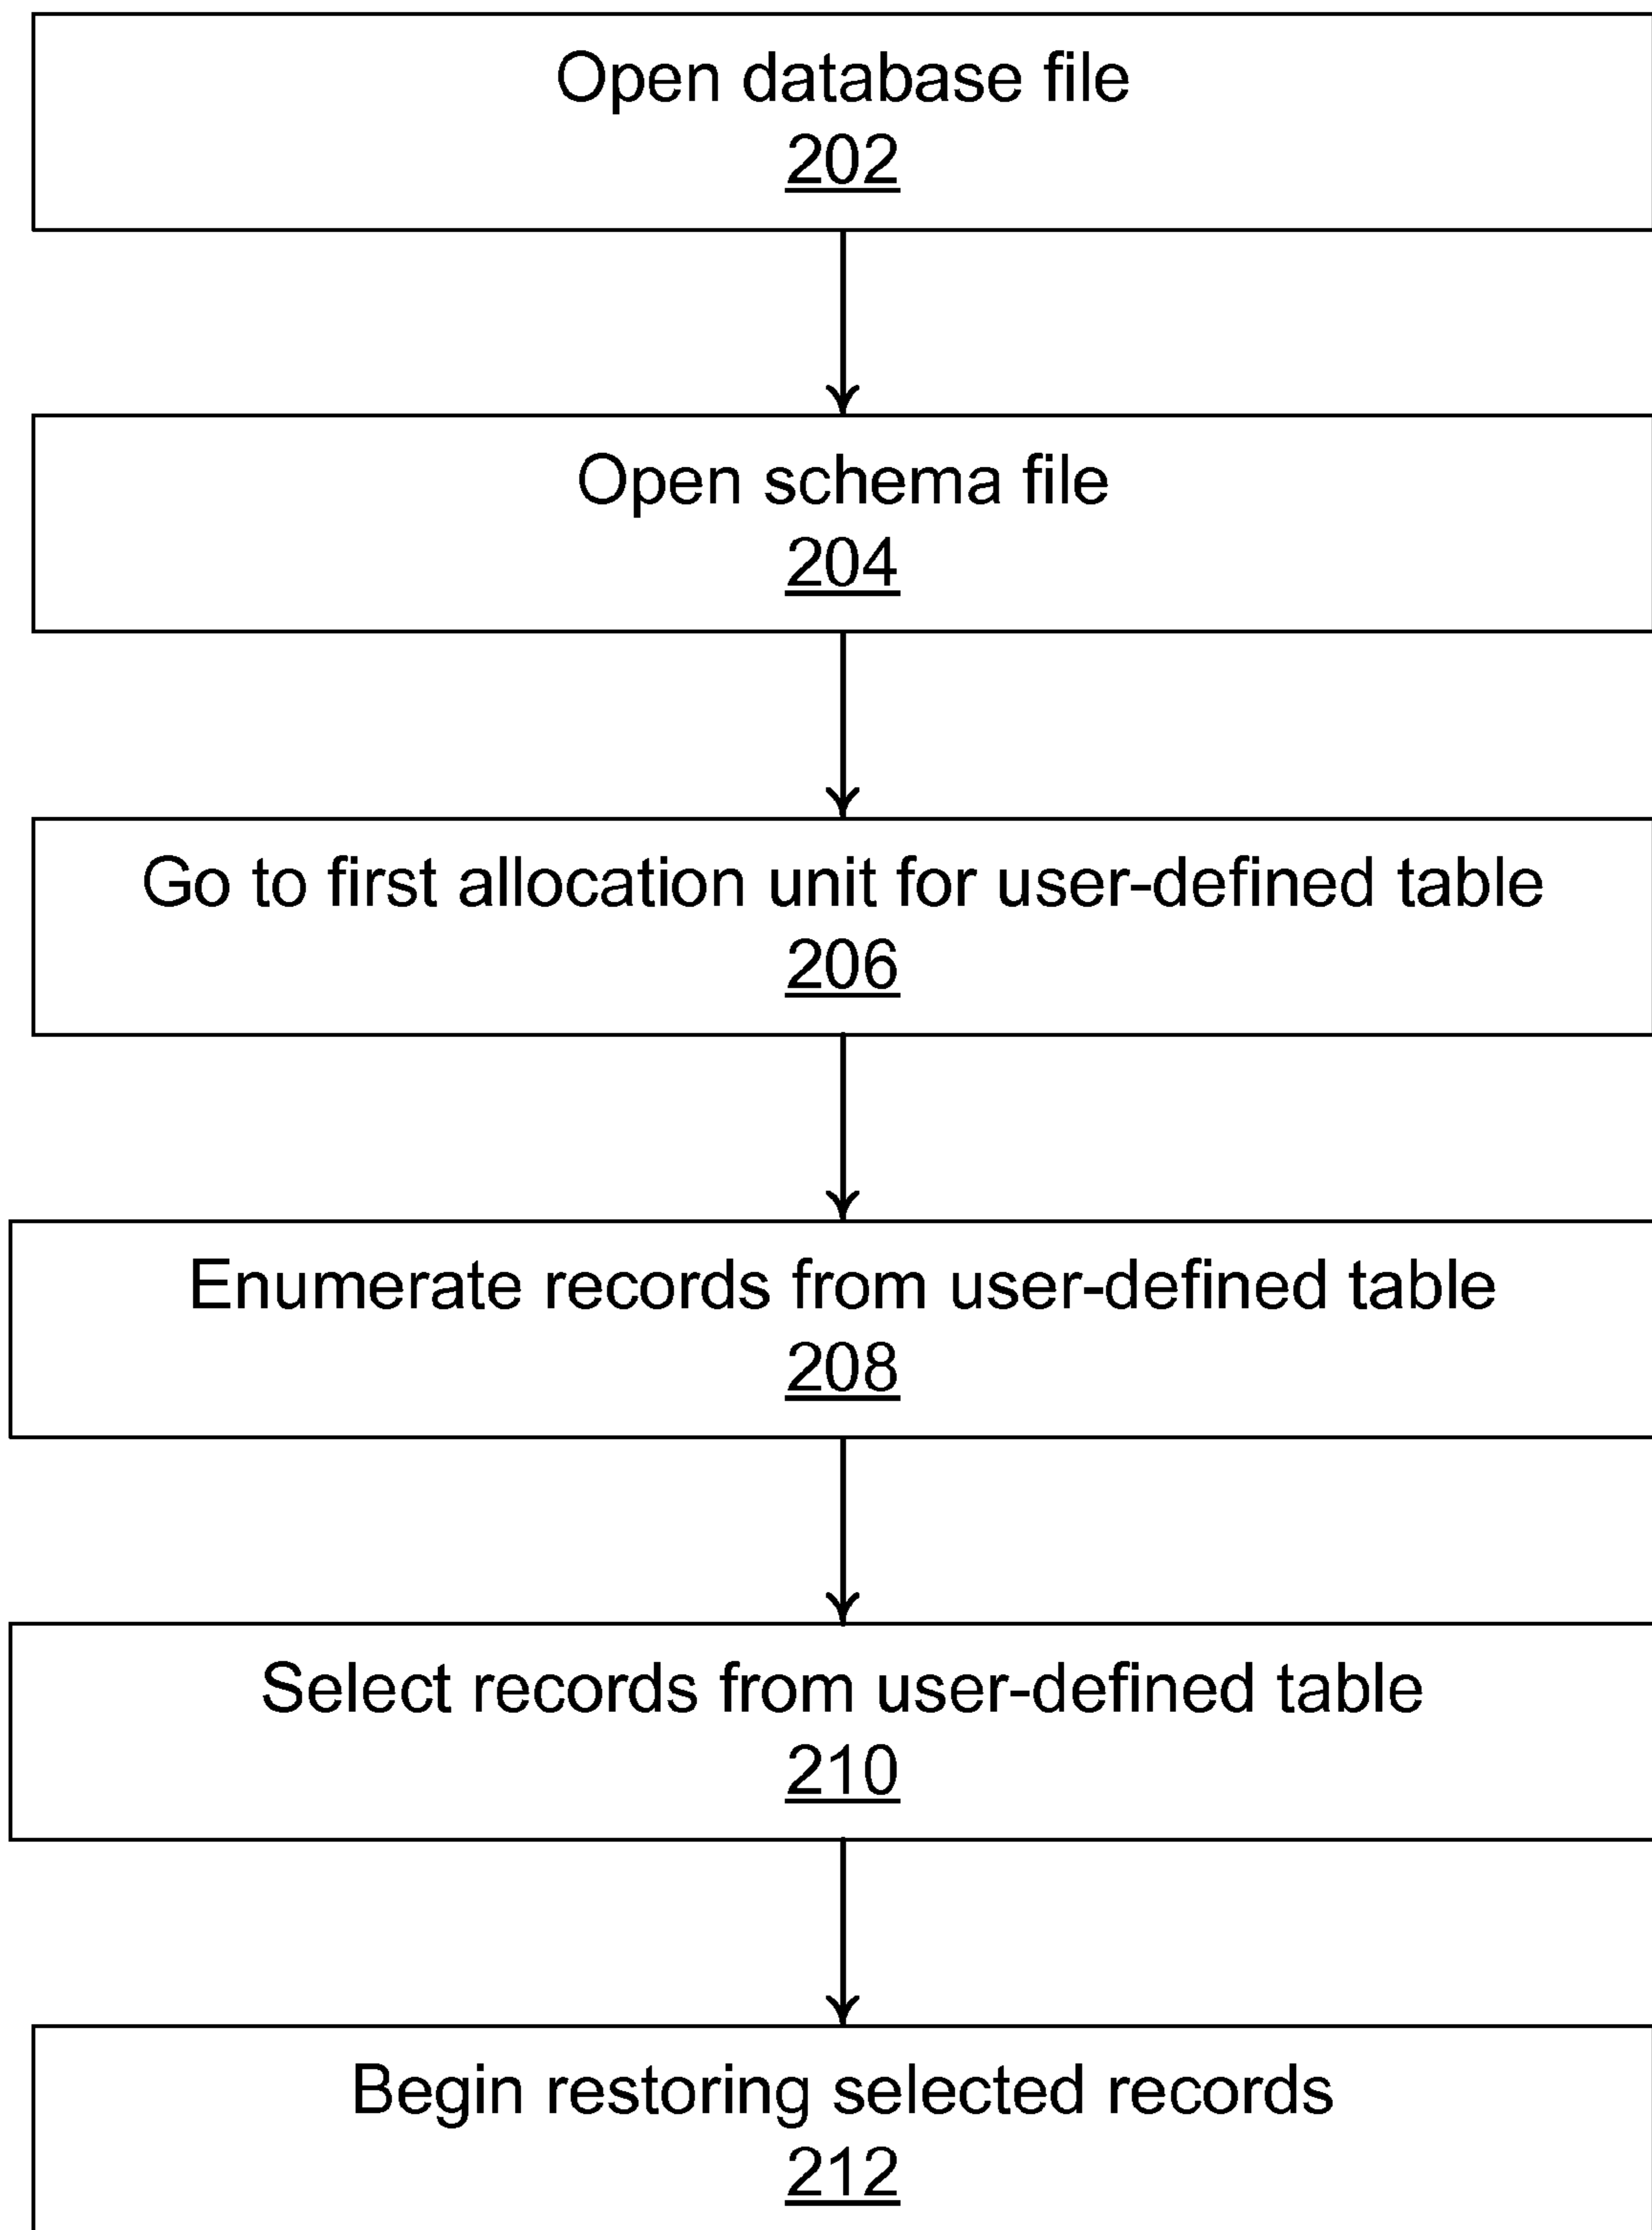 Open database file
202
Open schema file
204
Go to first allocation unit for user-defined table
206
Enumerate records from user-defined table
208
Select records from user-defined table
210
Begin restoring selected records
212